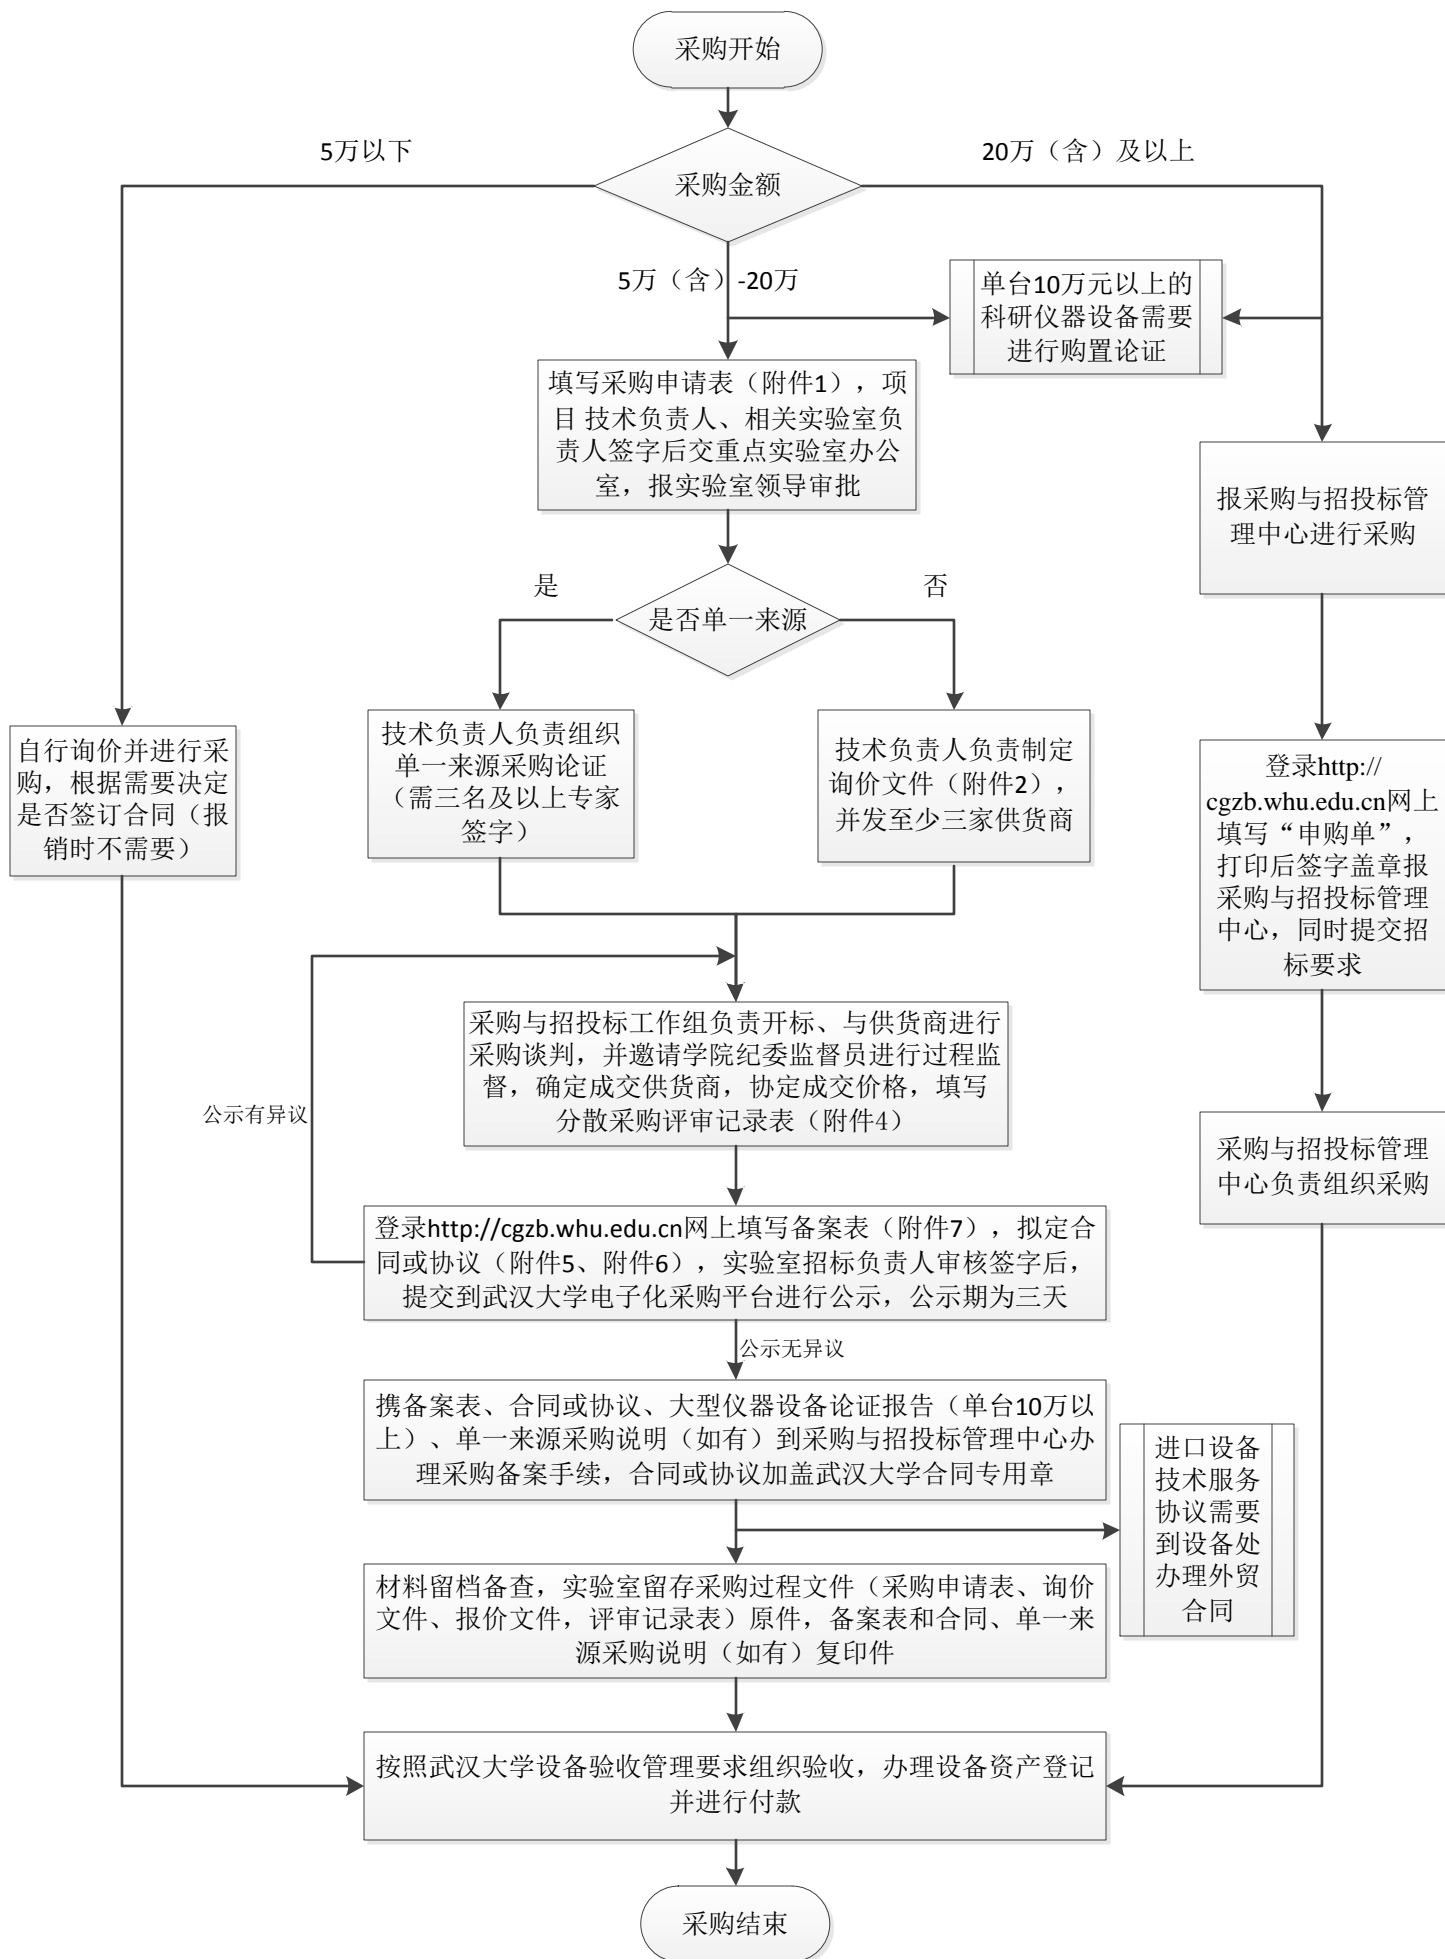 采购开始
5万以下
20万（含）及以上
采购金额
5万（含）-20万
单台10万元以上的
科研仪器设备需要
进行购置论证
填写采购申请表（附件1），项
目 技术负责人、相关实验室负
责人签字后交重点实验室办公
室，报实验室领导审批
报采购与招投标管
理中心进行采购
是
否
是否单一来源
自行询价并进行采
购，根据需要决定
是否签订合同（报
销时不需要）
技术负责人负责组织
单一来源采购论证
（需三名及以上专家
签字）
技术负责人负责制定
询价文件（附件2），
并发至少三家供货商
登录http://
cgzb.whu.edu.cn网上
填写“申购单”，
打印后签字盖章报
采购与招投标管理
中心，同时提交招
标要求
采购与招投标工作组负责开标、与供货商进行
采购谈判，并邀请学院纪委监督员进行过程监
督，确定成交供货商，协定成交价格，填写
分散采购评审记录表（附件4）
公示有异议
采购与招投标管理
中心负责组织采购
登录http://cgzb.whu.edu.cn网上填写备案表（附件7），拟定合
同或协议（附件5、附件6），实验室招标负责人审核签字后，
提交到武汉大学电子化采购平台进行公示，公示期为三天
公示无异议
携备案表、合同或协议、大型仪器设备论证报告（单台10万以
上）、单一来源采购说明（如有）到采购与招投标管理中心办
理采购备案手续，合同或协议加盖武汉大学合同专用章
进口设备
技术服务
协议需要
到设备处
办理外贸
合同
材料留档备查，实验室留存采购过程文件（采购申请表、询价
文件、报价文件，评审记录表）原件，备案表和合同、单一来
源采购说明（如有）复印件
按照武汉大学设备验收管理要求组织验收，办理设备资产登记
并进行付款
采购结束